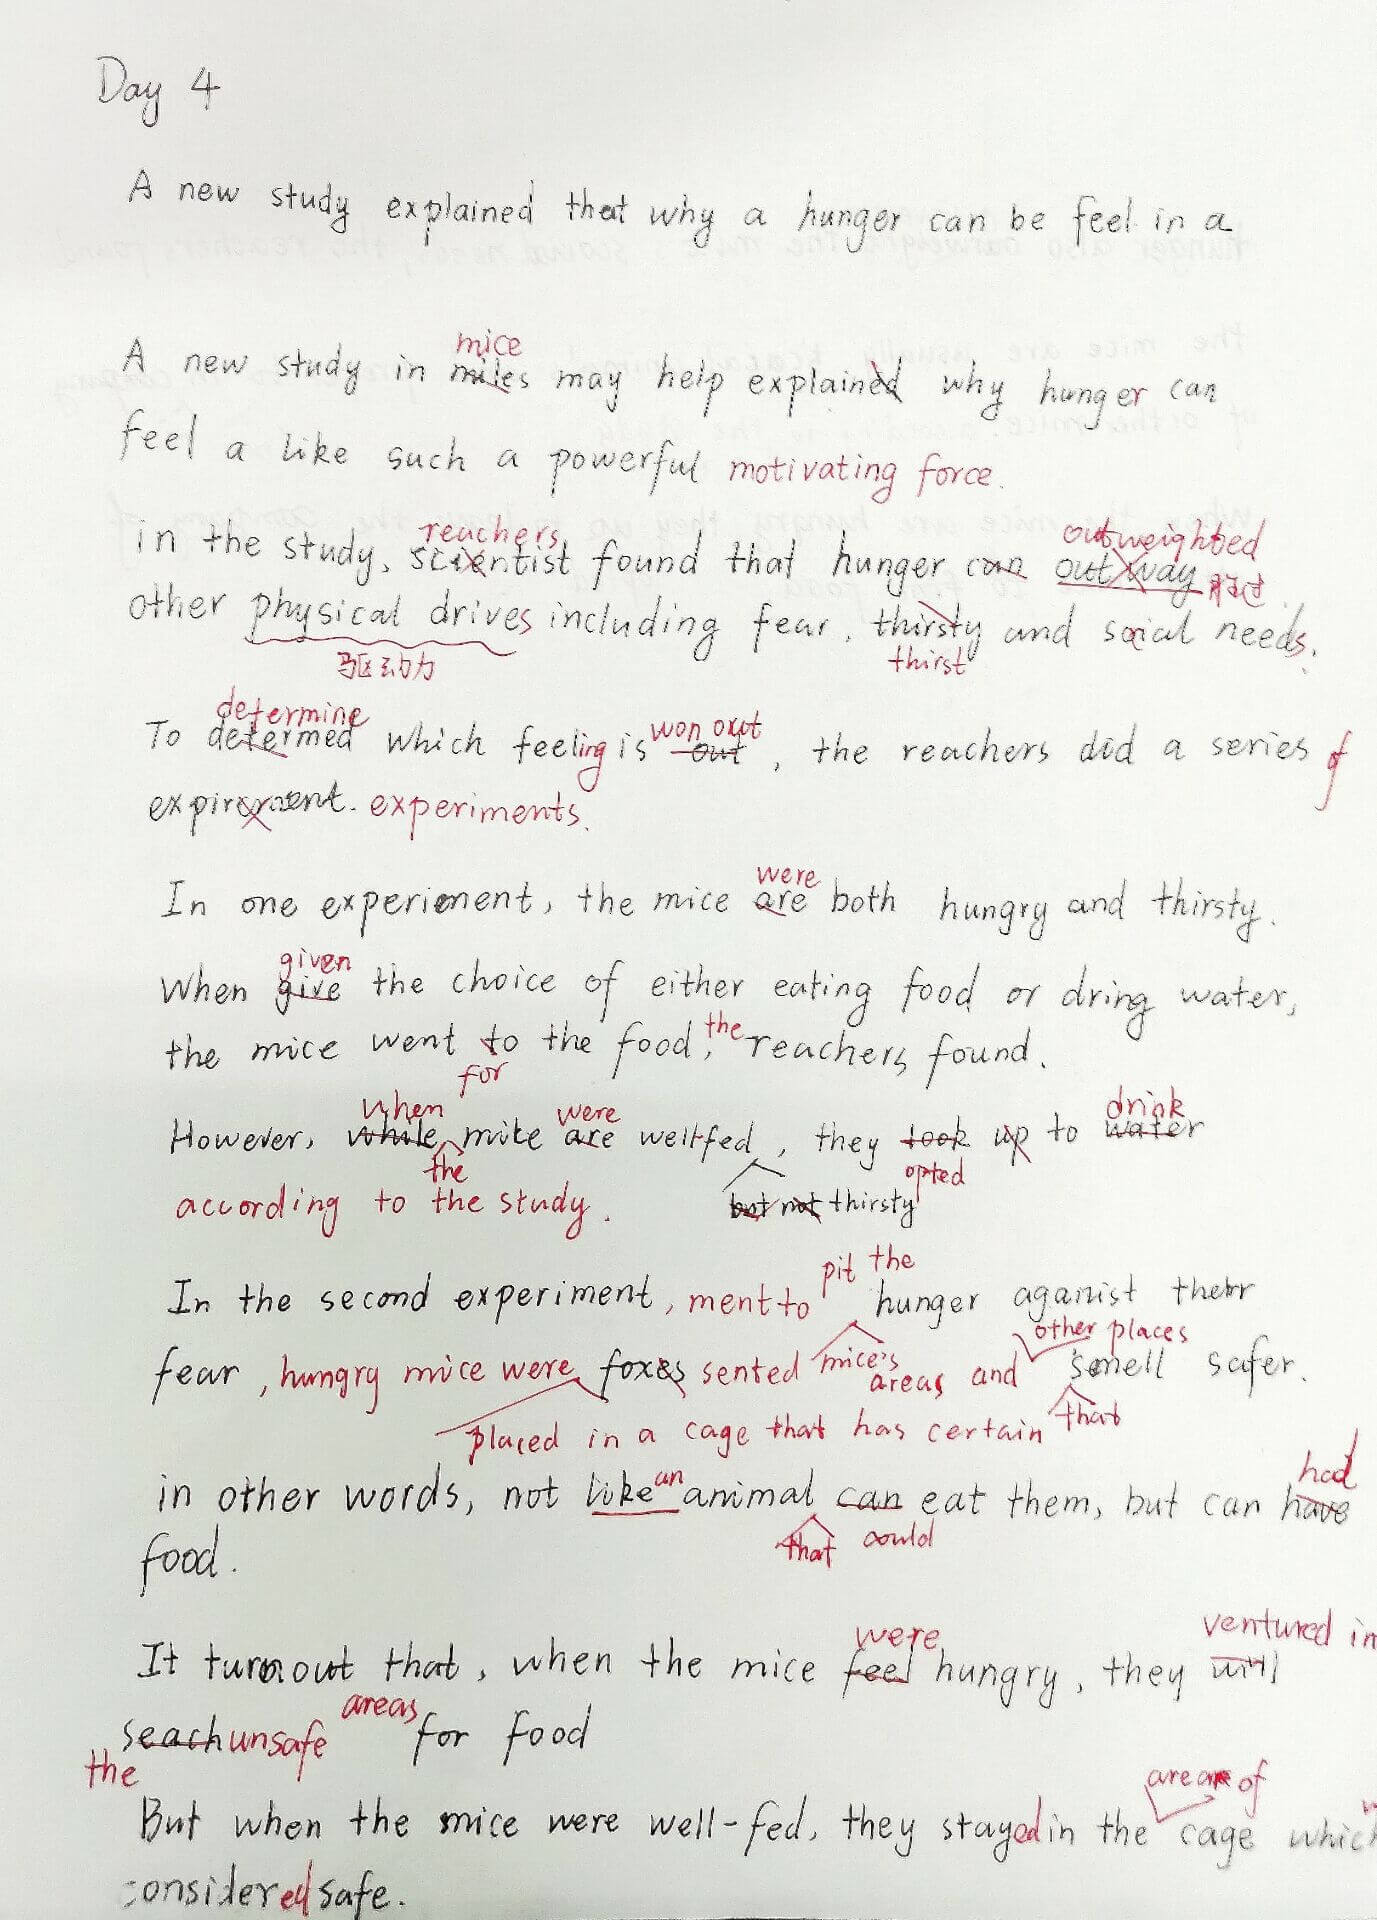 Day 4
A new study explained that why a hunger can be feel in a
mice
A new study in miles may help explained why hunger can
feel a like such a powerful motivating force.
reachers outweighted
in the study, scientist found that hunger can out way
other physical drives including fear, thirsty and social needs.
驱动力 thirst
determine won out
To determed which feeling is out, the reachers did a series of
experiments.
were
In one experiment, the mice are both hungry and thirsty.
given
When give the choice of either eating food or dring water,
the mice went to the food, the reachers found.
for
when were drink
However, while mice are well-fed, they took up to water
the opted
according to the study. but not thirsty
pit the
In the second experiment, ment to hunger aganist their
other places
fear, hungry mice were foxes sented mice's areas and smell safer.
placed in a cage that has certain that
had
in other words, not like an animal can eat them, but can have
that could
food.
were ventured in
It turn out that, when the mice feel hungry, they will
areas
seach unsafe for food
the
area of
But when the mice were well-fed, they stayed in the cage which
considered safe.